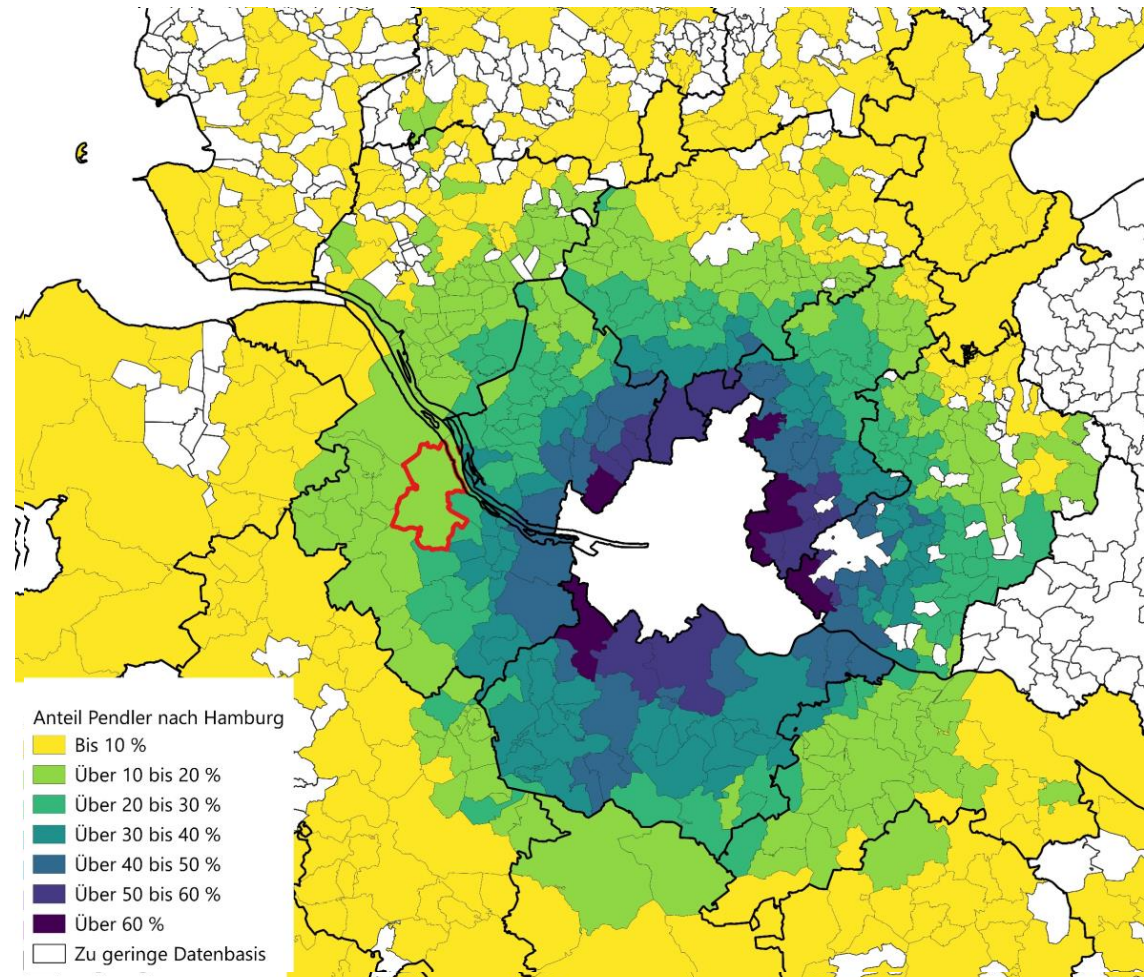 Anteil Pendler nach Hamburg
Bis 10 %
Über 10 bis 20 %
Über 20 bis 30 %
Über 30 bis 40 %
Über 40 bis 50 %
Über 50 bis 60 %
Über 60 %
Zu geringe Datenbasis